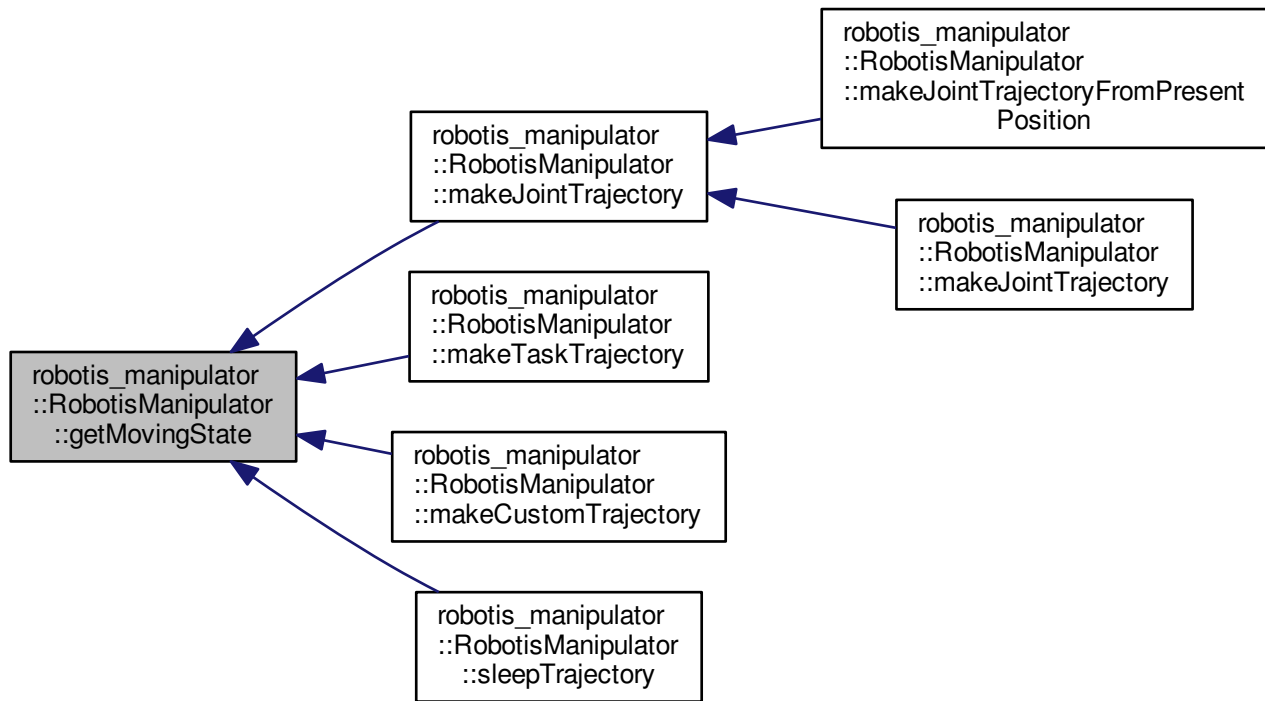 robotis_manipulator
::RobotisManipulator
::getMovingState
robotis_manipulator
::RobotisManipulator
::makeJointTrajectory
robotis_manipulator
::RobotisManipulator
::makeJointTrajectoryFromPresent
Position
robotis_manipulator
::RobotisManipulator
::makeJointTrajectory
robotis_manipulator
::RobotisManipulator
::makeTaskTrajectory
robotis_manipulator
::RobotisManipulator
::makeCustomTrajectory
robotis_manipulator
::RobotisManipulator
::sleepTrajectory